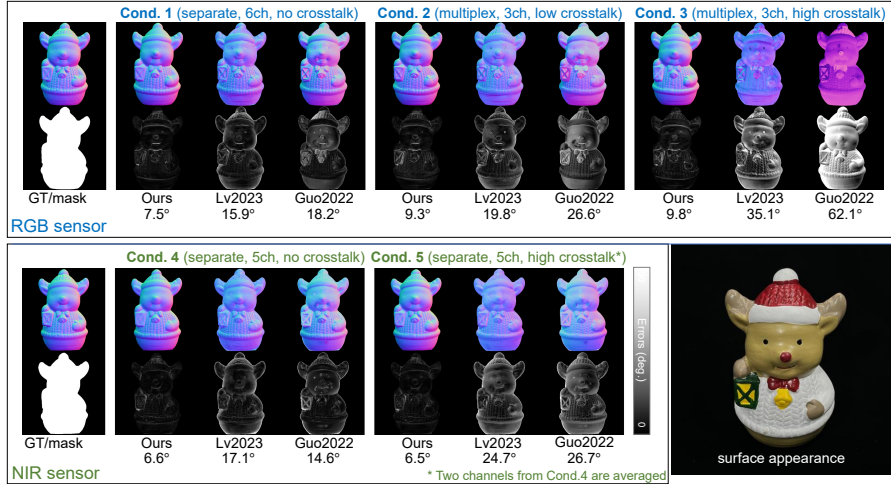 Cond. 1 (separate, 6ch, no crosstalk) Cond. 2 (multiplex, 3ch, low crosstalk) Cond. 3 (multiplex, 3ch, high crosstalk)
GT/mask Ours Lv2023 Guo2022 Ours Lv2023 Guo2022 Ours Lv2023 Guo2022
7.5° 15.9° 18.2° 9.3° 19.8° 26.6° 9.8° 35.1° 62.1°
RGB sensor
Cond. 4 (separate, 5ch, no crosstalk) Cond. 5 (separate, 5ch, high crosstalk*)
Errors (deg.)
0
GT/mask Ours Lv2023 Guo2022 Ours Lv2023 Guo2022
6.6° 17.1° 14.6° 6.5° 24.7° 26.7°
NIR sensor
* Two channels from Cond.4 are averaged
surface appearance